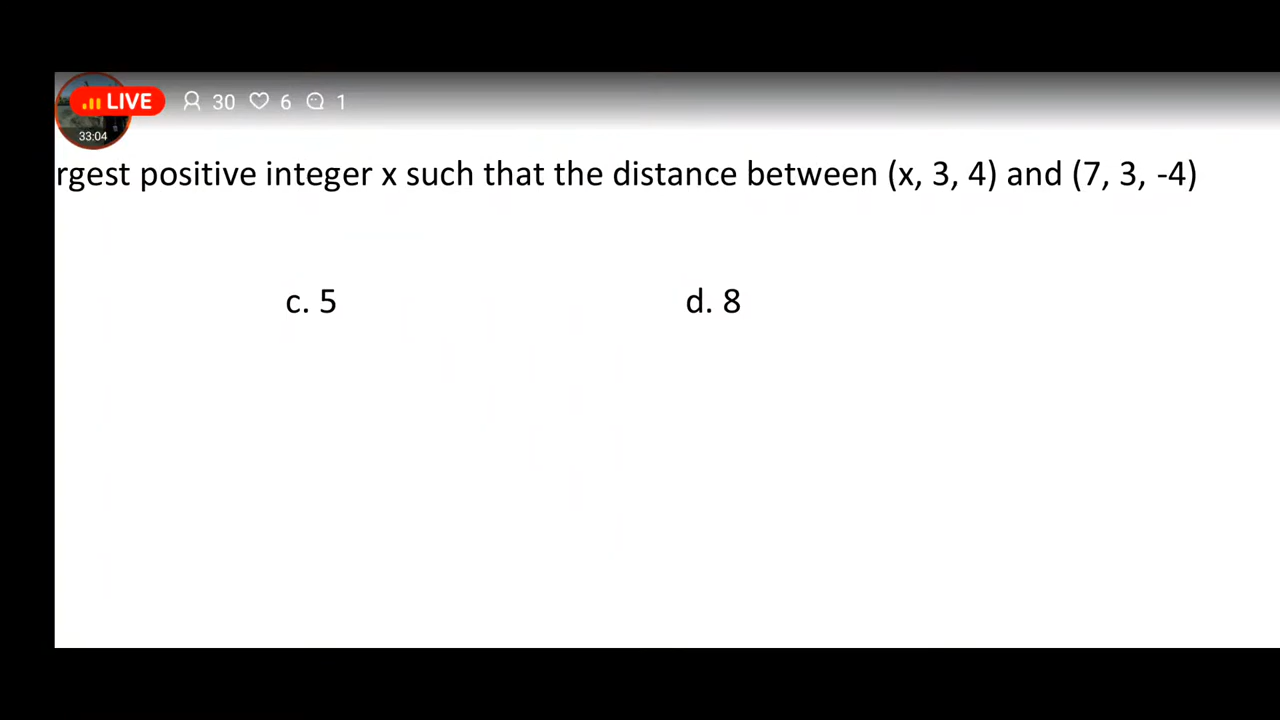 LIVE 30 6 1
33:04
rgest positive integer x such that the distance between (x, 3, 4) and (7, 3, -4)
c. 5 d. 8